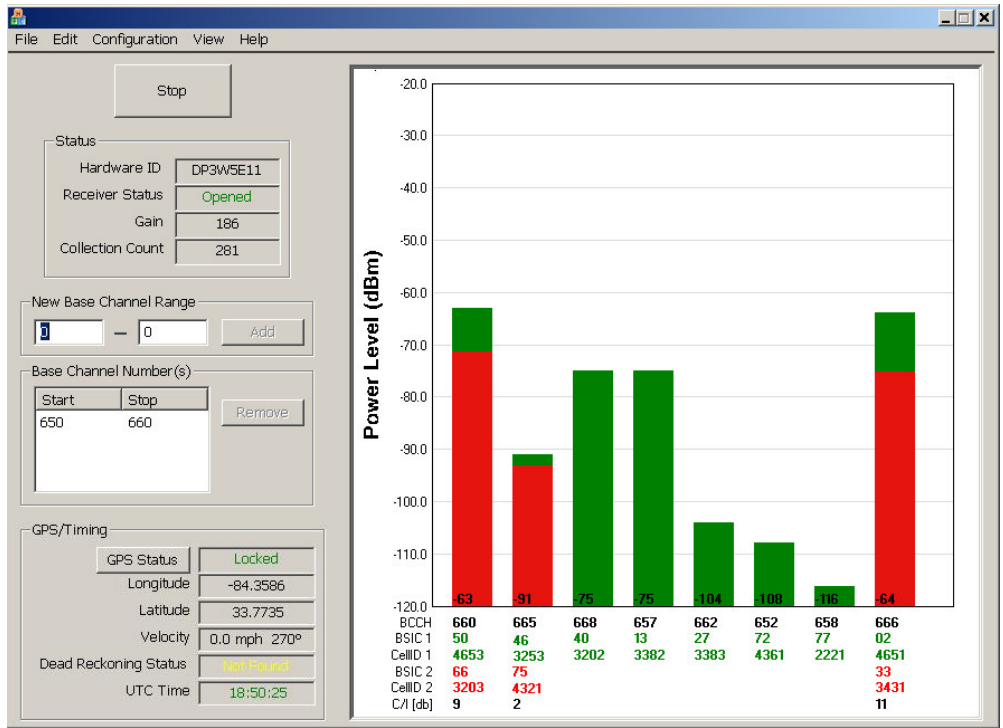 File Edit Configuration View Help
Stop
Status
Hardware ID DP3W5E11
Receiver Status Opened
Gain 186
Collection Count 281
New Base Channel Range
0 – 0 Add
Base Channel Number(s)
Start Stop
650 660
Remove
GPS/Timing
GPS Status Locked
Longitude -84.3586
Latitude 33.7735
Velocity 0.0 mph 270º
Dead Reckoning Status Not Found
UTC Time 18:50:25
Power Level (dBm)
-20.0
-30.0
-40.0
-50.0
-60.0
-70.0
-80.0
-90.0
-100.0
-110.0
-120.0
-63 -91 -75 -75 -104 -108 -116 -64
BCCH 660 665 668 657 662 652 658 666
BSIC 1 50 46 40 13 27 72 77 02
CellID 1 4653 3253 3202 3382 3383 4361 2221 4651
BSIC 2 66 75 33
CellID 2 3203 4321 3431
C/I [db] 9 2 11